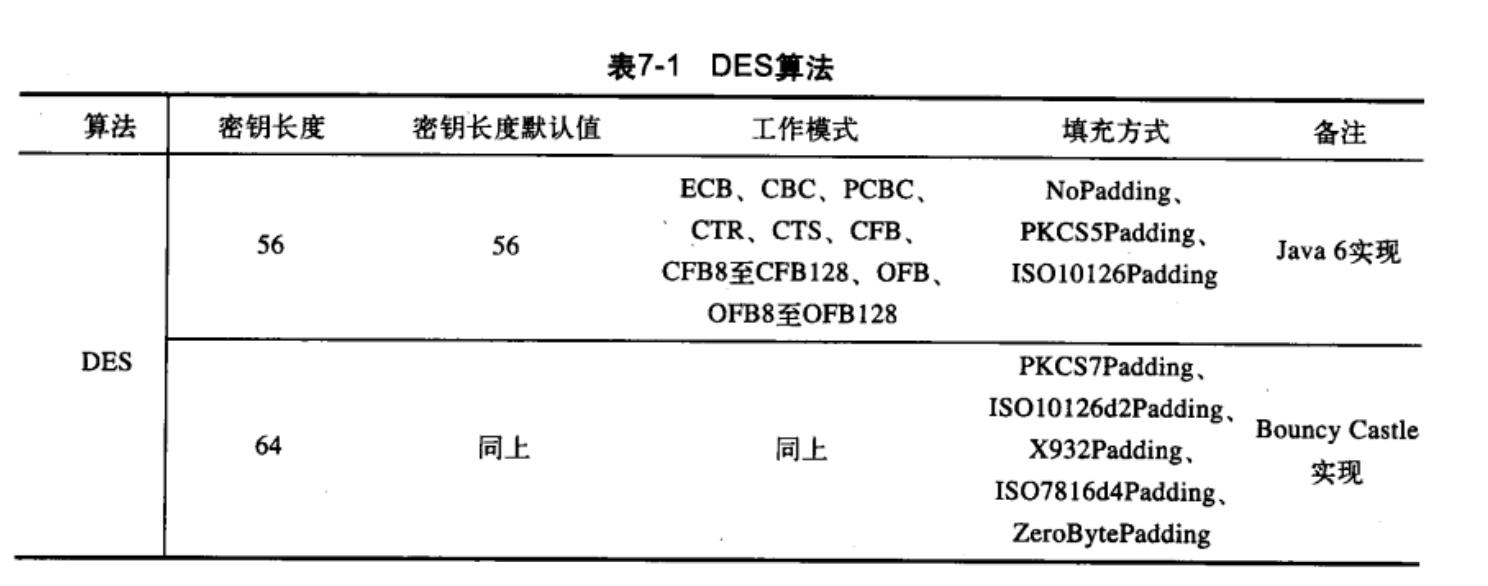 表7-1 DES算法
算法 密钥长度 密钥长度默认值 工作模式 填充方式 备注
DES
56
56
ECB、CBC、PCBC、
CTR、CTS、CFB、
CFB8至CFB128、OFB、
OFB8至OFB128
NoPadding、
PKCS5Padding、
ISO10126Padding
Java 6实现
64
同上
同上
PKCS7Padding、
ISO10126d2Padding、
X932Padding、
ISO7816d4Padding、
ZeroBytePadding
Bouncy Castle
实现